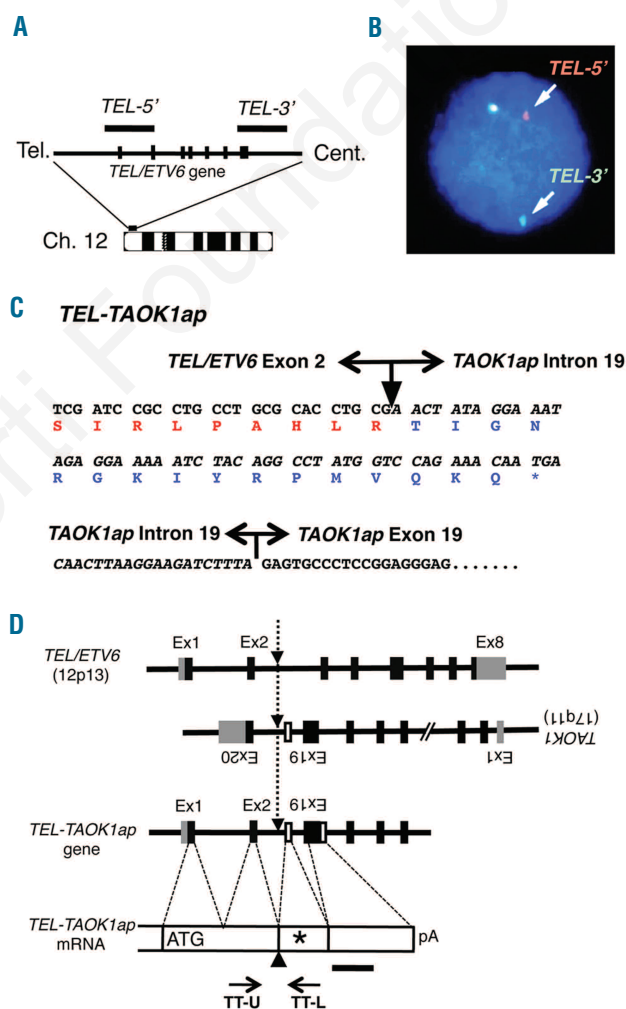 A
TEL-5’
TEL-3’
Tel.
Cent.
TEL/ETV6 gene
Ch. 12
B
TEL-5’
TEL-3’
C
TEL-TAOK1ap
TEL/ETV6 Exon 2
TAOK1ap Intron 19
TCG ATC CGC CTG CCT GCG CAC CTG CGA ACT ATA GGA AAT
S I R L P A H L R T I G N
AGA GGA AAA ATC TAC AGG CCT ATG GTC CAG AAA CAA TGA
R G K I Y R P M V Q K Q *
TAOK1ap Intron 19
TAOK1ap Exon 19
CAACTTAAGGAAGATCTTTA GAGTGCCCTCCGGAGGGAG.......
D
TEL/ETV6
(12p13)
Ex1
Ex2
Ex8
Ex20
Ex19
Ex1
TAOK1
(17q11)
TEL-TAOK1ap
gene
Ex1
Ex2
Ex19
TEL-TAOK1ap
mRNA
ATG
*
pA
TT-U
TT-L